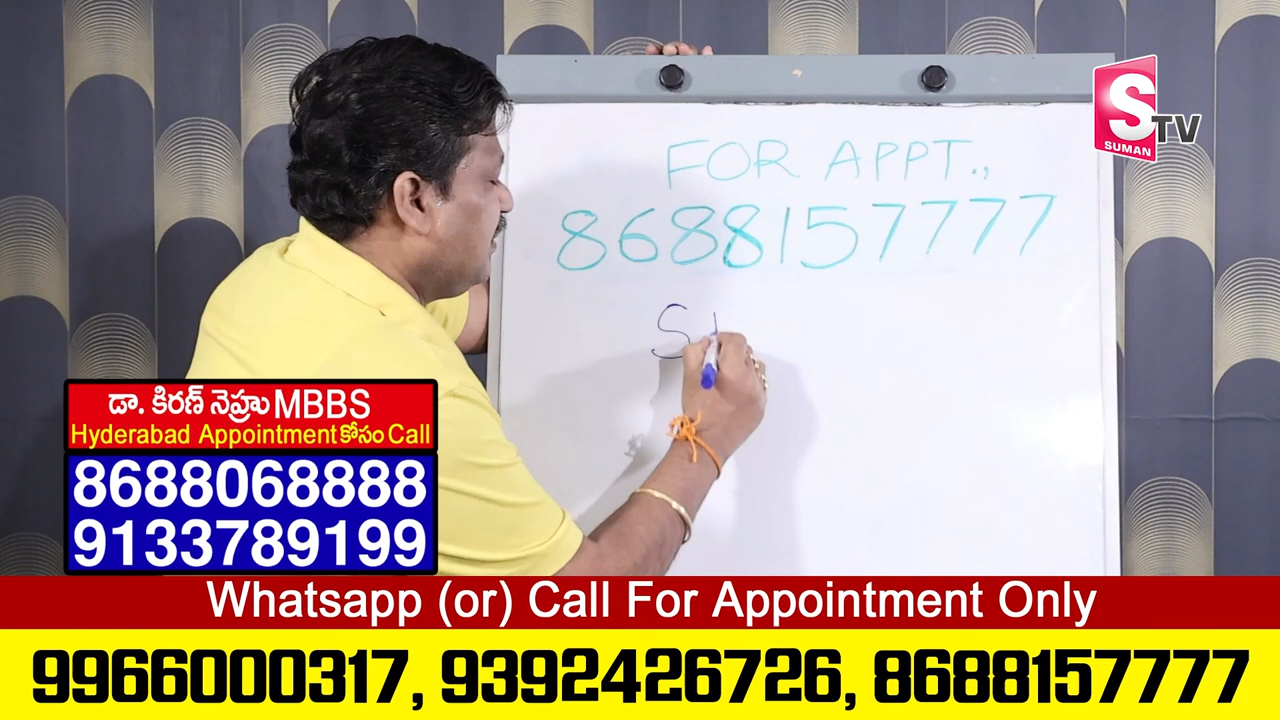 S TV
SUMAN
FOR APPT.,
8688157777
S
డా. కిరణ్ నెహ్రు MBBS
Hyderabad Appointment కోసం Call
8688068888
9133789199
Whatsapp (or) Call For Appointment Only
9966000317, 9392426726, 8688157777